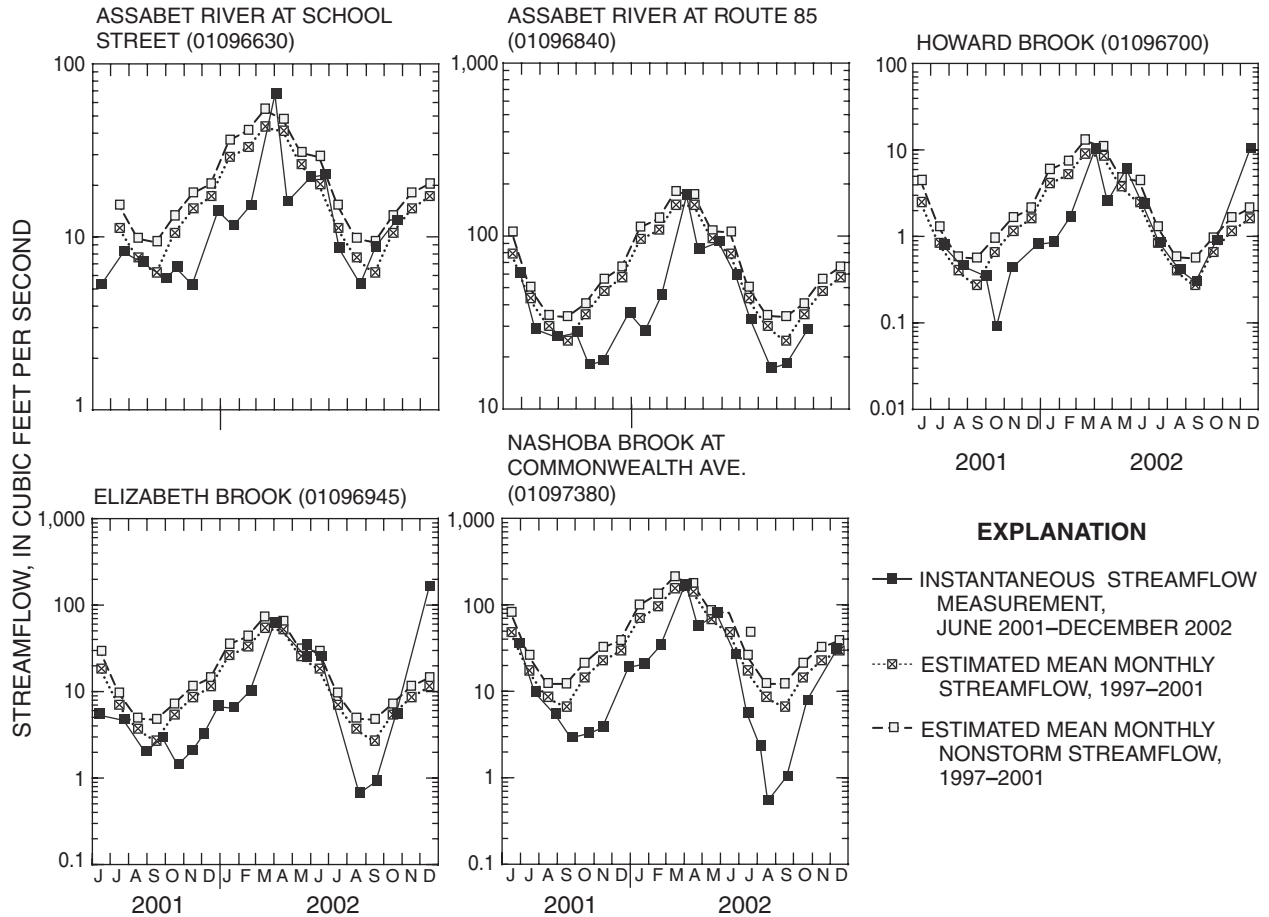 ASSABET RIVER AT SCHOOL
STREET (01096630)
ASSABET RIVER AT ROUTE 85
(01096840)
HOWARD BROOK (01096700)
100
10
1
1,000
100
10
100
10
1
0.1
0.01
J J A S O N D J F M A M J J A S O N D
2001 2002
STREAMFLOW, IN CUBIC FEET PER SECOND
ELIZABETH BROOK (01096945)
NASHOBA BROOK AT
COMMONWEALTH AVE.
(01097380)
1,000
100
10
1
0.1
J J A S O N D J F M A M J J A S O N D
2001 2002
1,000
100
10
1
0.1
J J A S O N D J F M A M J J A S O N D
2001 2002
EXPLANATION
INSTANTANEOUS STREAMFLOW
MEASUREMENT,
JUNE 2001–DECEMBER 2002
ESTIMATED MEAN MONTHLY
STREAMFLOW, 1997–2001
ESTIMATED MEAN MONTHLY
NONSTORM STREAMFLOW,
1997–2001